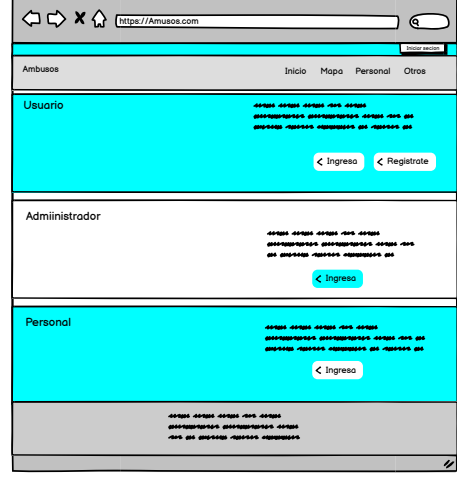 https://Amusos.com
Iniciar secion
Ambusos Inicio Mapa Personal Otros
Usuario
Ingresa Registrate
Admiinistrador
Ingresa
Personal
Ingresa